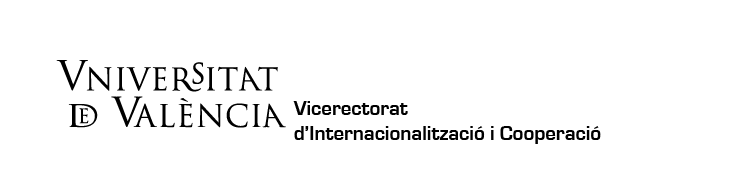 VNIVERSITAT
DE VALÈNCIA
Vicerectorat
d'Internacionalització i Cooperació